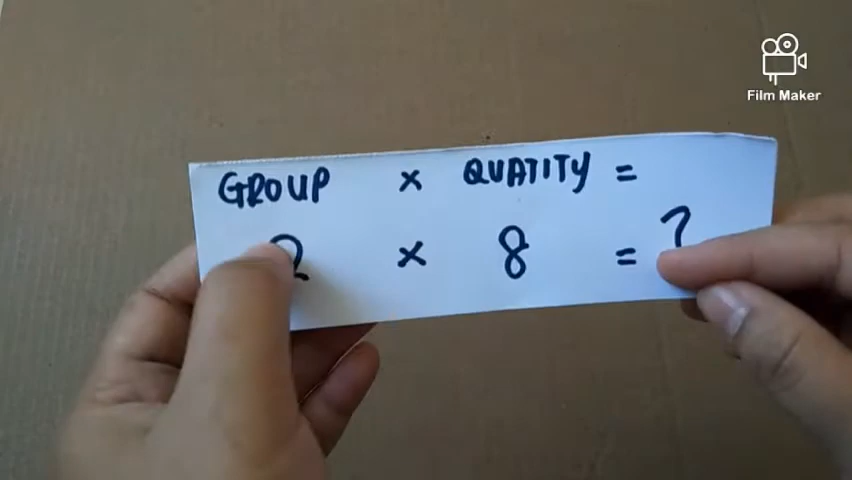 Film Maker
GROUP × QUATITY =
2 × 8 = ?